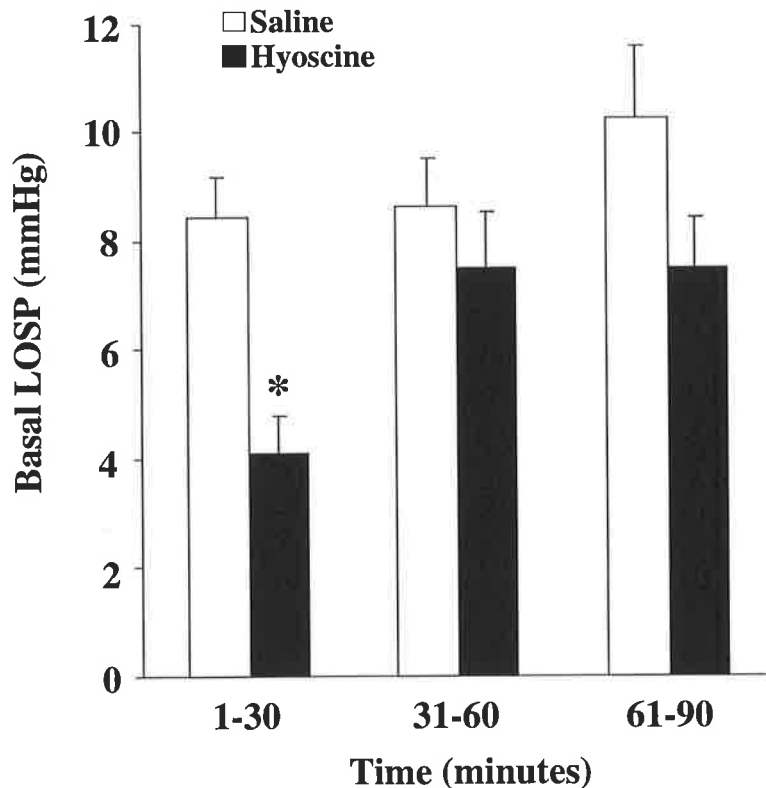 Saline
Hyoscine
Basal LOSP (mmHg)
12
10
8
6
4
2
0
*
1-30 31-60 61-90
Time (minutes)